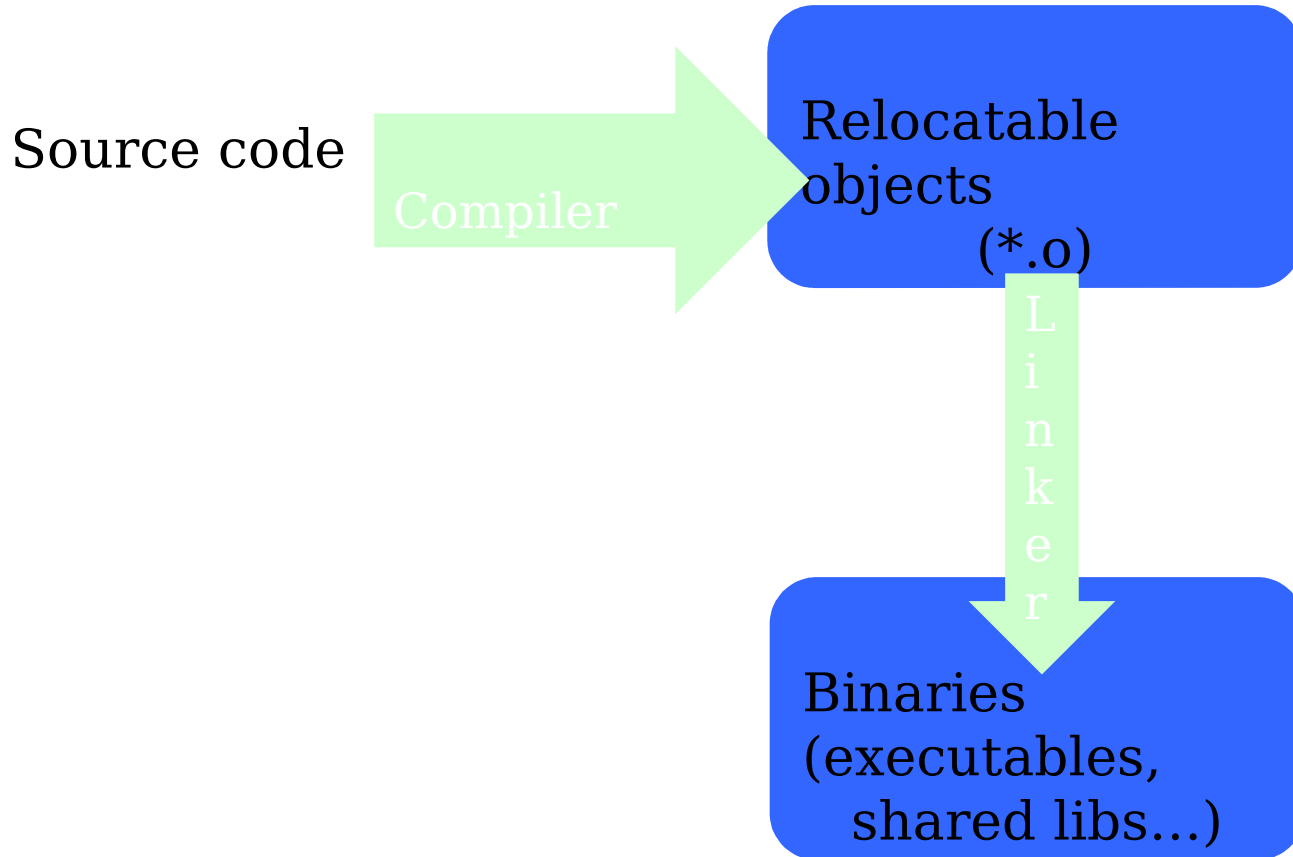 Source code
Compiler
Relocatable
objects
(*.o)
L
i
n
k
e
r
Binaries
(executables,
shared libs...)